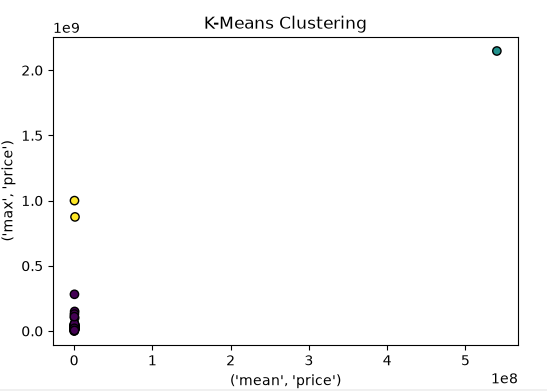 K-Means Clustering
1e9
2.0
1.5
1.0
0.5
0.0
('max', 'price')
0 1 2 3 4 5
1e8
('mean', 'price')